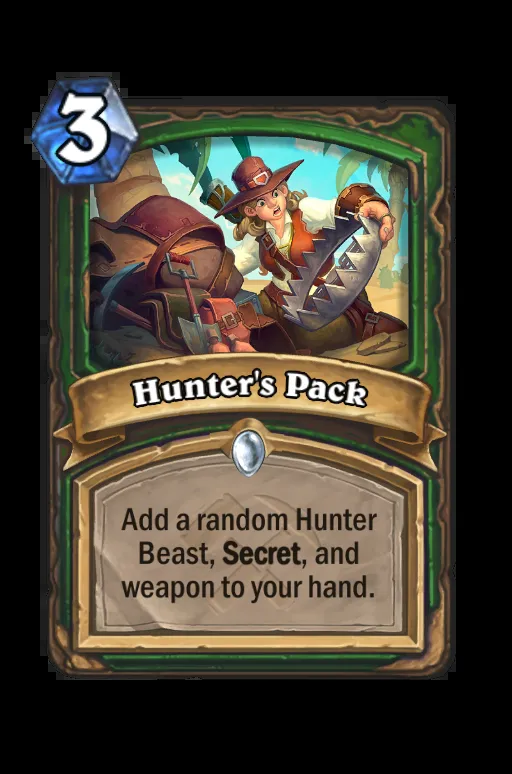 3
Hunter's Pack
Add a random Hunter
Beast, Secret, and
weapon to your hand.